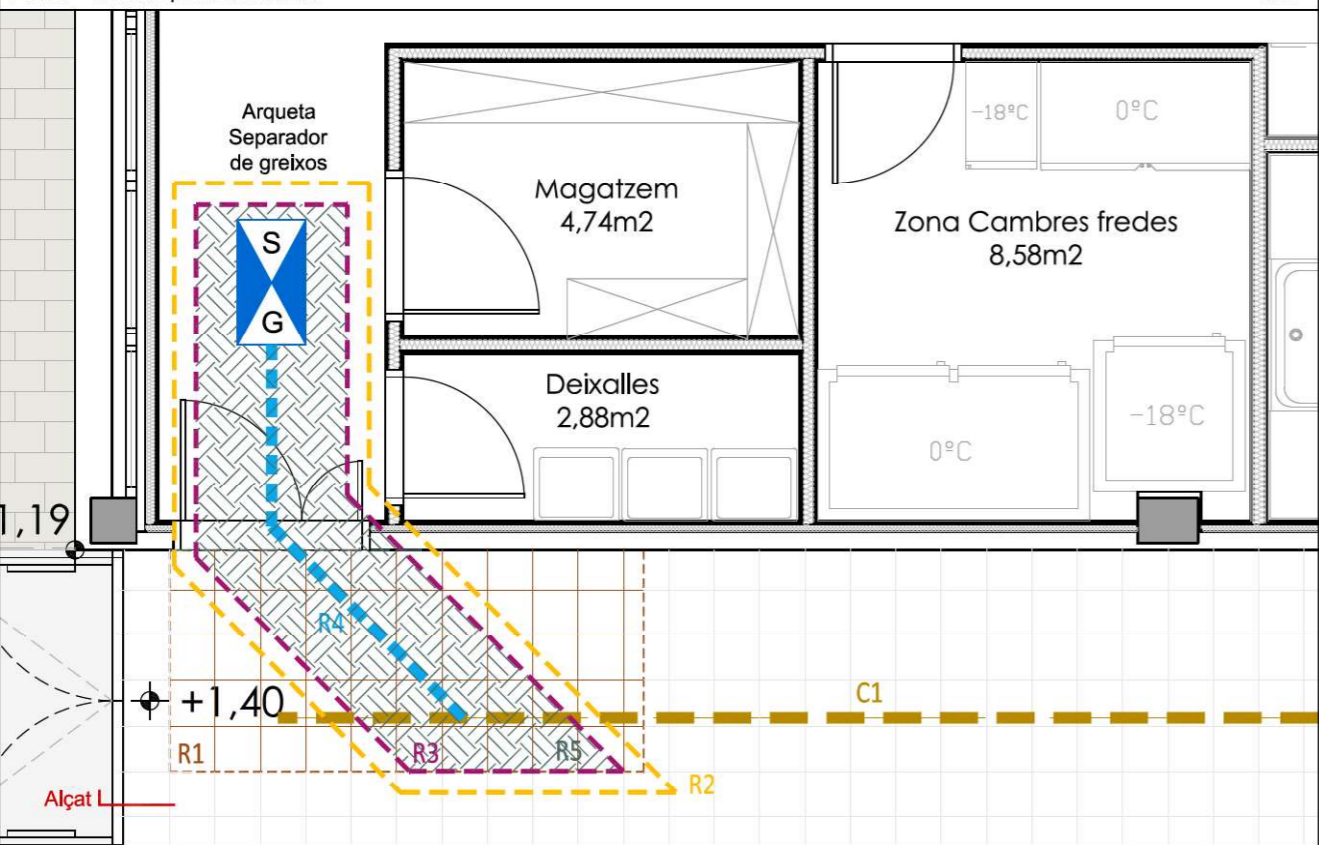 Arqueta
Separador
de greixos
S
G
Magatzem
4,74m2
-18ºC
0ºC
Zona Cambres fredes
8,58m2
Deixalles
2,88m2
0ºC
-18ºC
1,19
R4
+1,40
C1
R1
R3
R5
R2
Alçat L